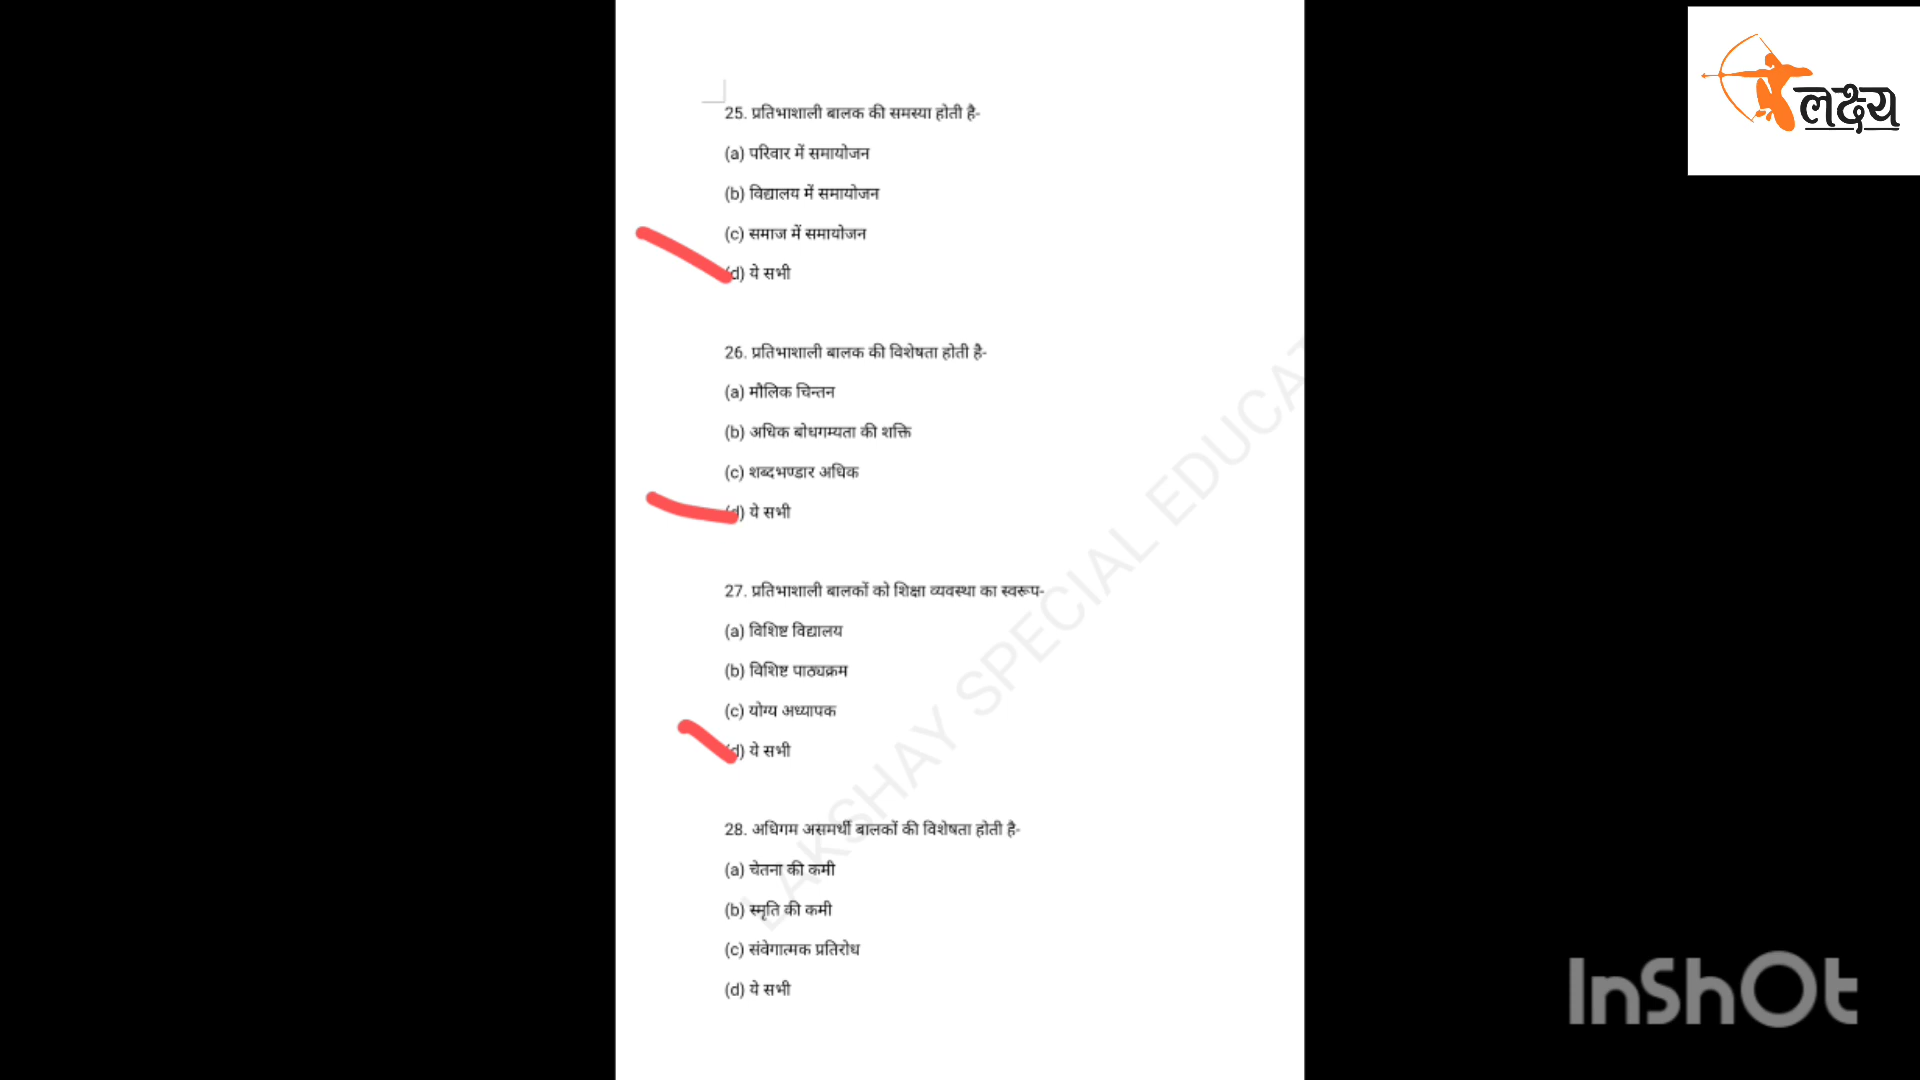 लक्ष्य
25. प्रतिभाशाली बालक की समस्या होती है-
(a) परिवार में समायोजन
(b) विद्यालय में समायोजन
(c) समाज में समायोजन
(d) ये सभी
26. प्रतिभाशाली बालक की विशेषता होती है-
(a) मौलिक चिन्तन
(b) अधिक बोधगम्यता की शक्ति
(c) शब्दभण्डार अधिक
(d) ये सभी
27. प्रतिभाशाली बालकों को शिक्षा व्यवस्था का स्वरूप-
(a) विशिष्ट विद्यालय
(b) विशिष्ट पाठ्यक्रम
(c) योग्य अध्यापक
(d) ये सभी
28. अधिगम असमर्थी बालकों की विशेषता होती है-
(a) चेतना की कमी
(b) स्मृति की कमी
(c) संवेगात्मक प्रतिरोध
(d) ये सभी
LAKSHAY SPECIAL EDUCAT
InShOt